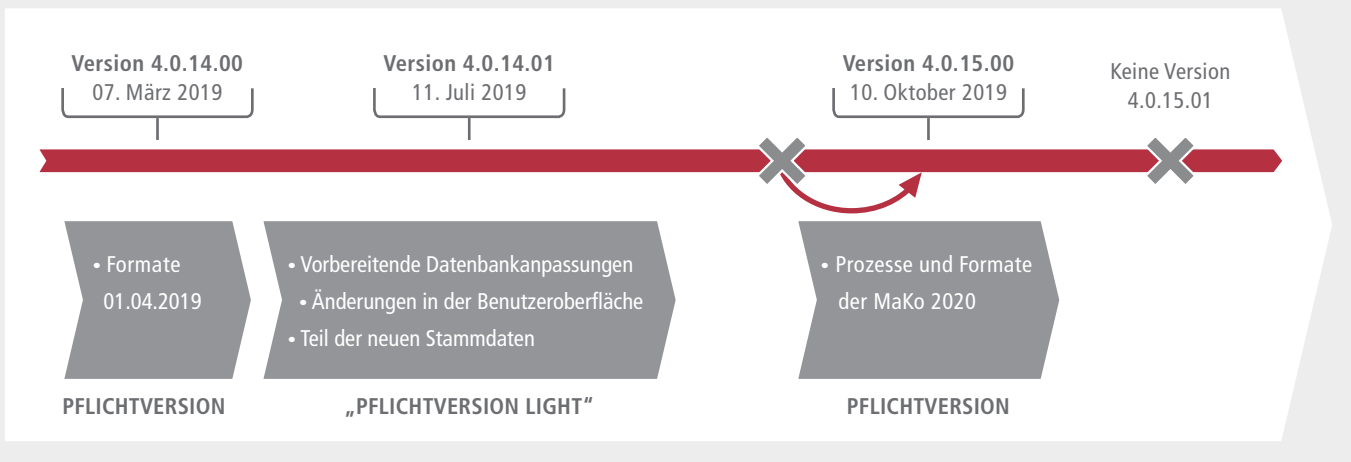 Version 4.0.14.00
07. März 2019
Version 4.0.14.01
11. Juli 2019
Version 4.0.15.00
10. Oktober 2019
Keine Version
4.0.15.01
• Formate
01.04.2019
• Vorbereitende Datenbankanpassungen
• Änderungen in der Benutzeroberfläche
• Teil der neuen Stammdaten
• Prozesse und Formate
der MaKo 2020
PFLICHTVERSION
„PFLICHTVERSION LIGHT“
PFLICHTVERSION